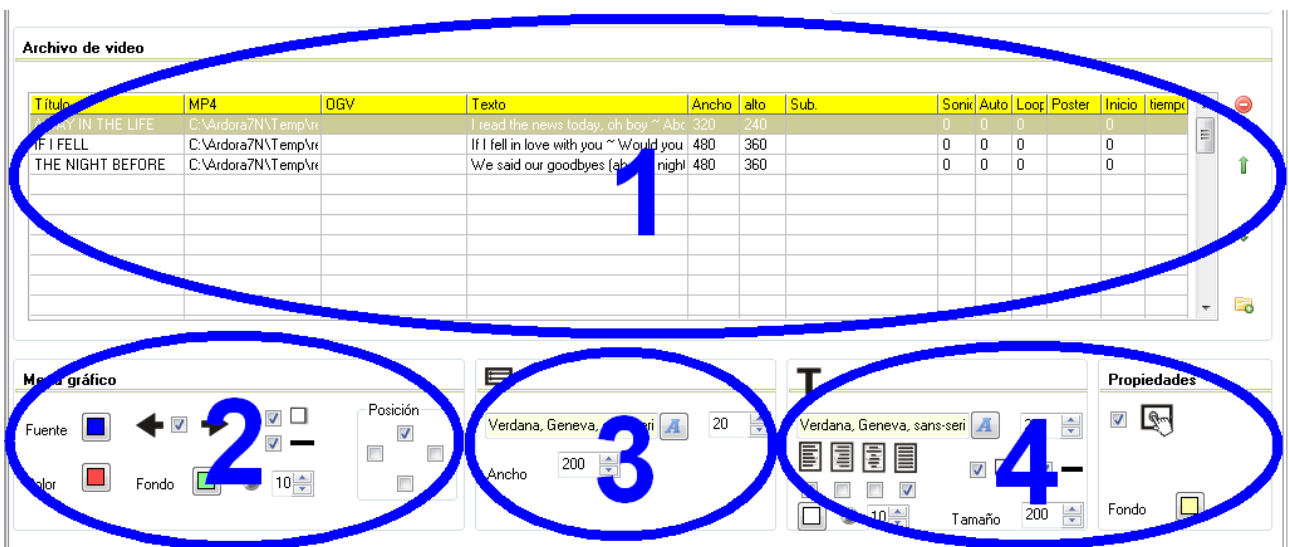 Archivo de video
Título MP4 OGV Texto Ancho alto Sub. Sonic Auto Loop Poster Inicio tiempo
IN THE LIFE C:\Ardora7N\Temp\re I read the news today, oh boy ~ Abc 320 240 0 0 0 0
IF I FELL C:\Ardora7N\Temp\re If I fell in love with you ~ Would you 480 360 0 0 0 0
THE NIGHT BEFORE C:\Ardora7N\Temp\re We said our goodbyes 480 360 0 0 0 0
1
gráfico Propiedades
Fuente Posición
Verdana, Geneva, A 20
Verdana, Geneva, sans-seri A
Ancho 200
Fondo 10
10 Tamaño 200
Fondo
2
3
4